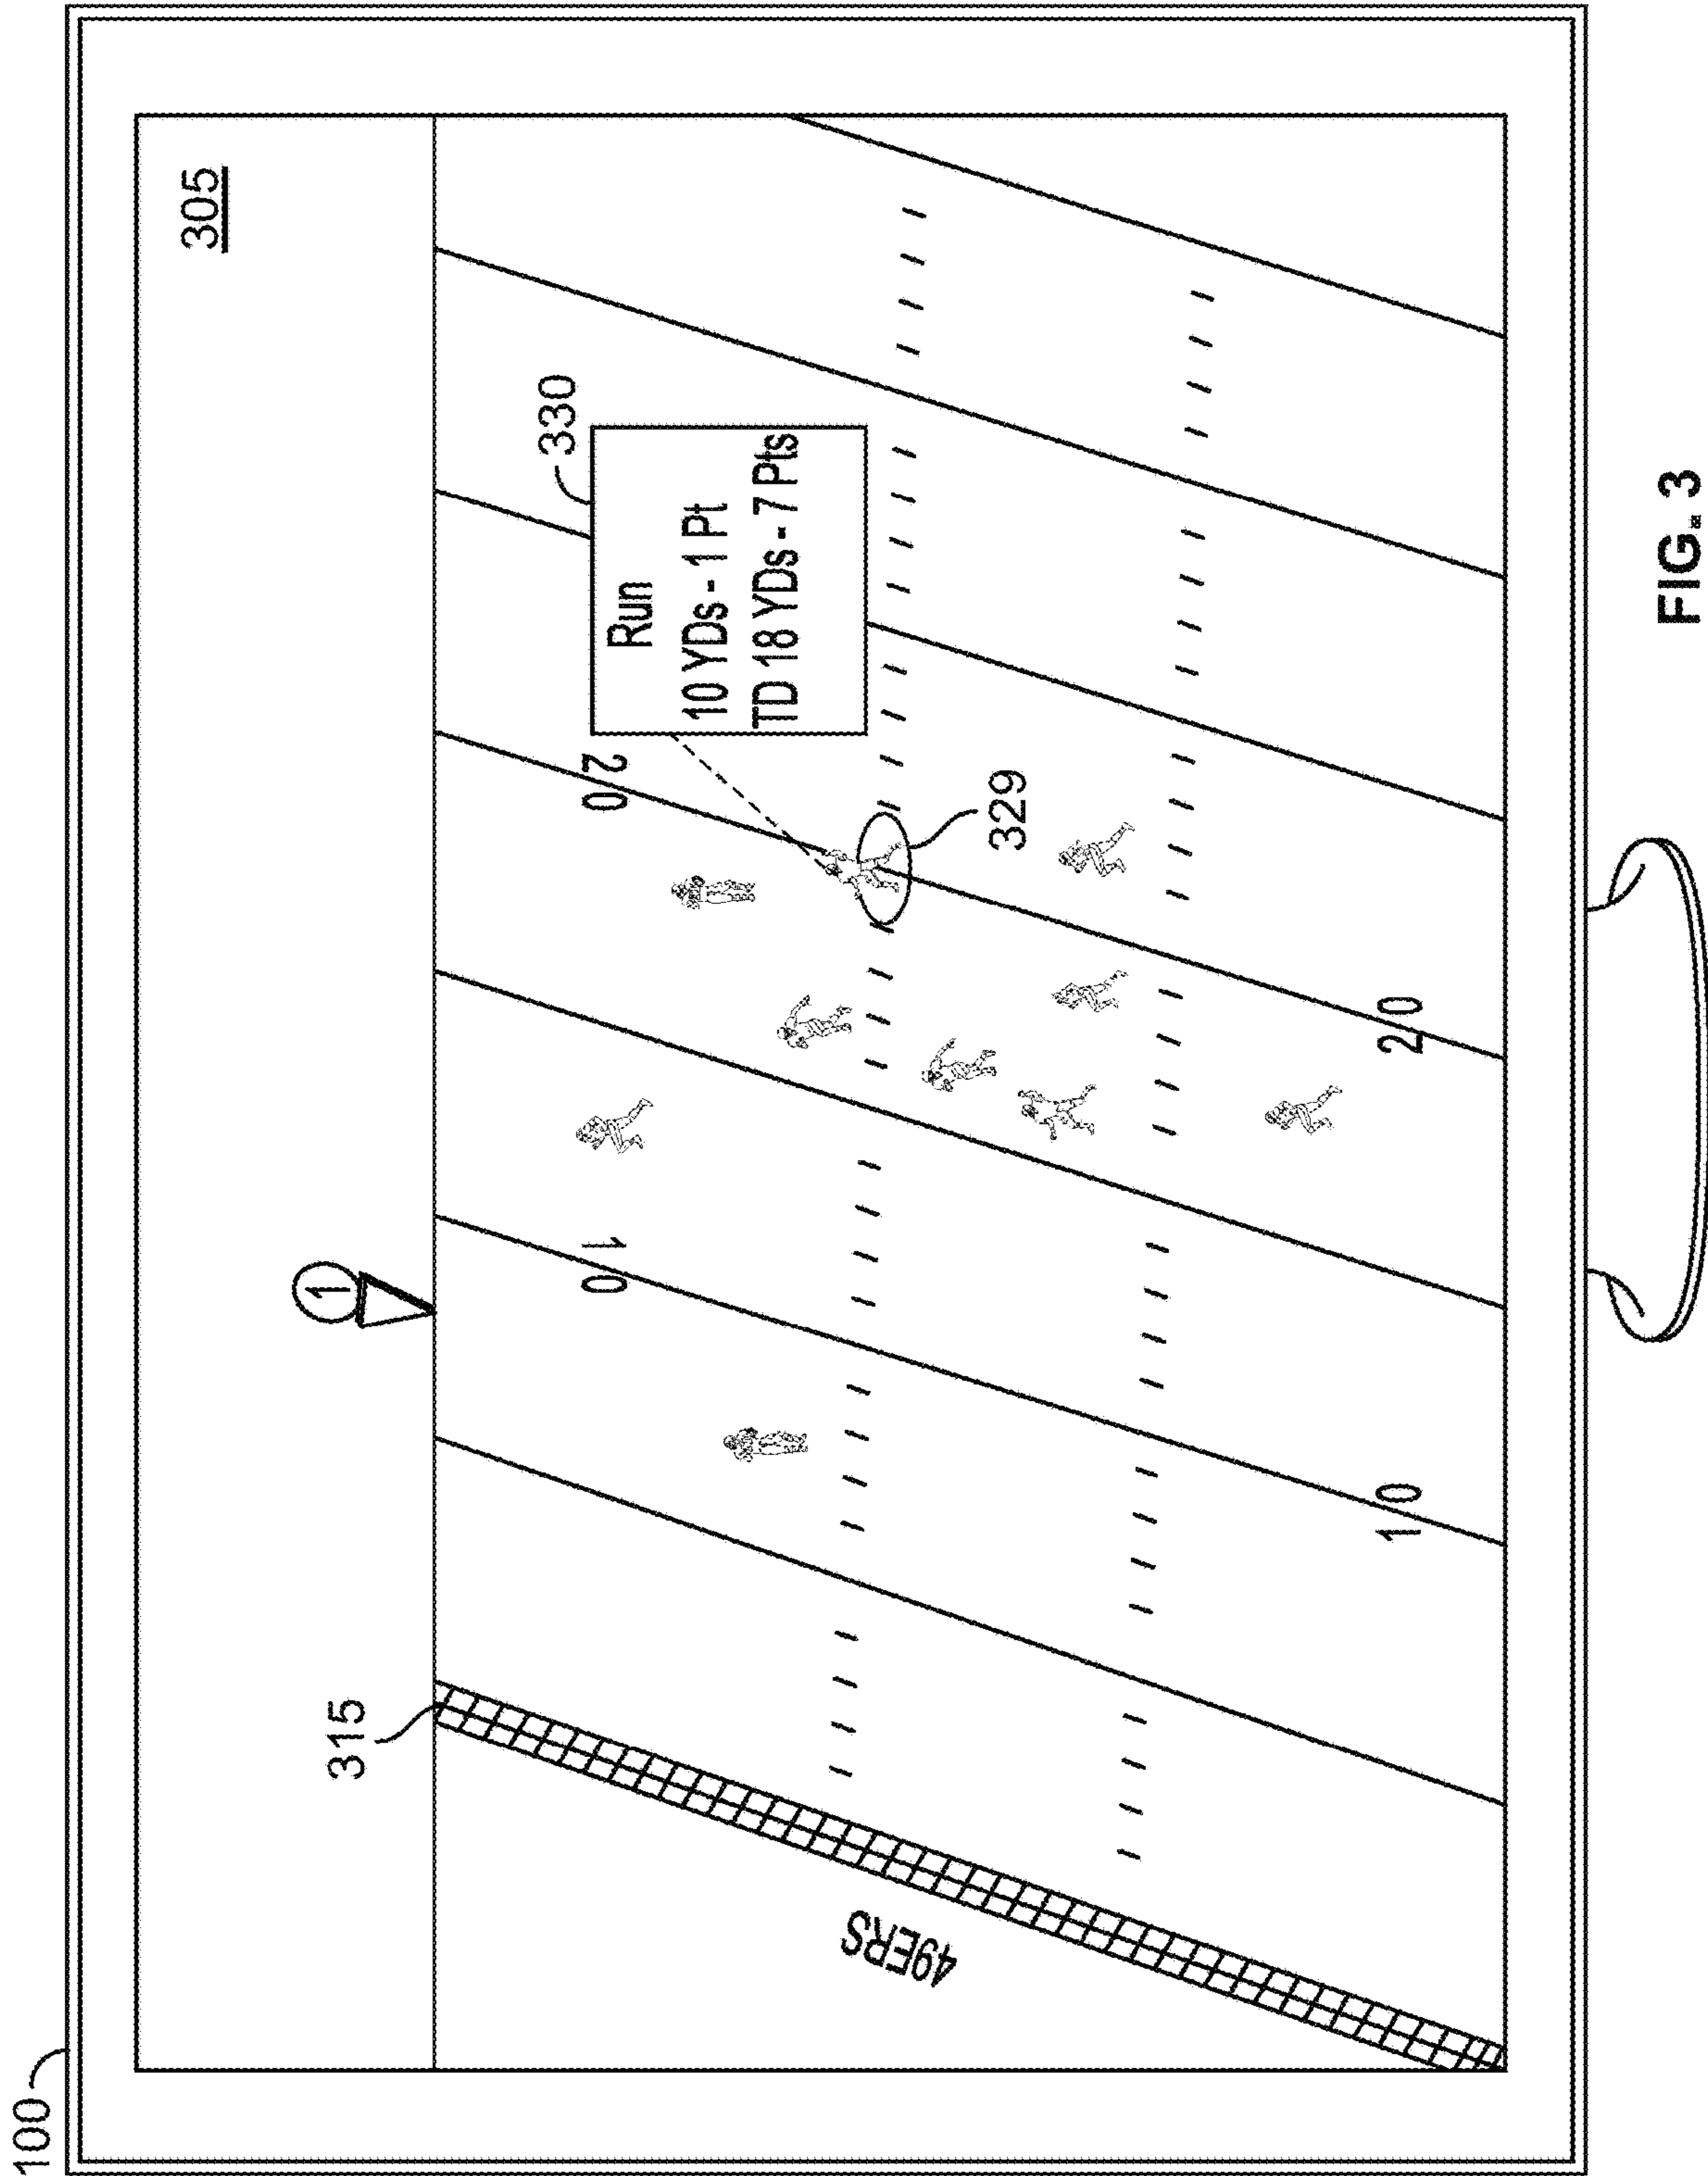 100
305
1
315
330
Run
10 YDs - 1 Pt
TD 18 YDs - 7 Pts
10
20
329
49ERS
10
20
FIG. 3